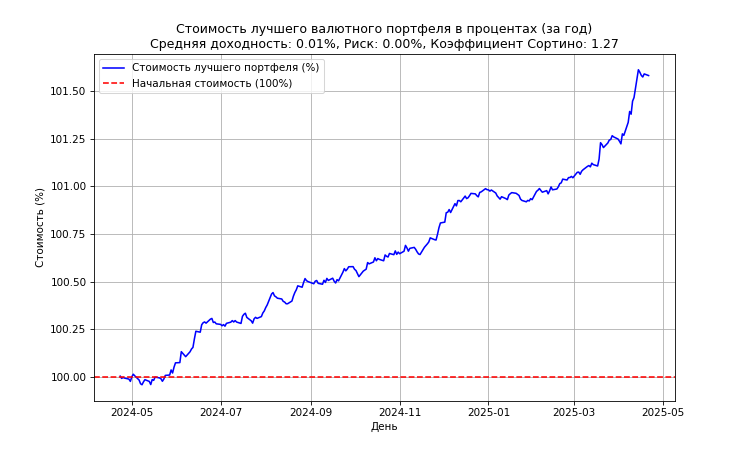 Стоимость лучшего валютного портфеля в процентах (за год)
Средняя доходность: 0.01%, Риск: 0.00%, Коэффициент Сортино: 1.27
Стоимость лучшего портфеля (%)
Начальная стоимость (100%)
Стоимость (%)
101.50
101.25
101.00
100.75
100.50
100.25
100.00
2024-05
2024-07
2024-09
2024-11
2025-01
2025-03
2025-05
День